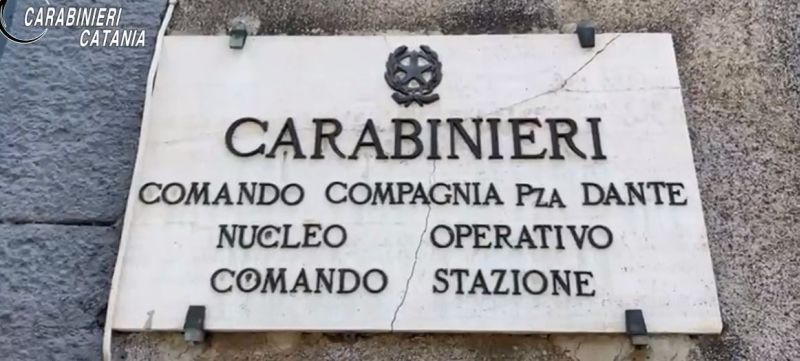 CARABINIERI
CATANIA
CARABINIERI
COMANDO COMPAGNIA PZA DANTE
NUCLEO OPERATIVO
COMANDO STAZIONE